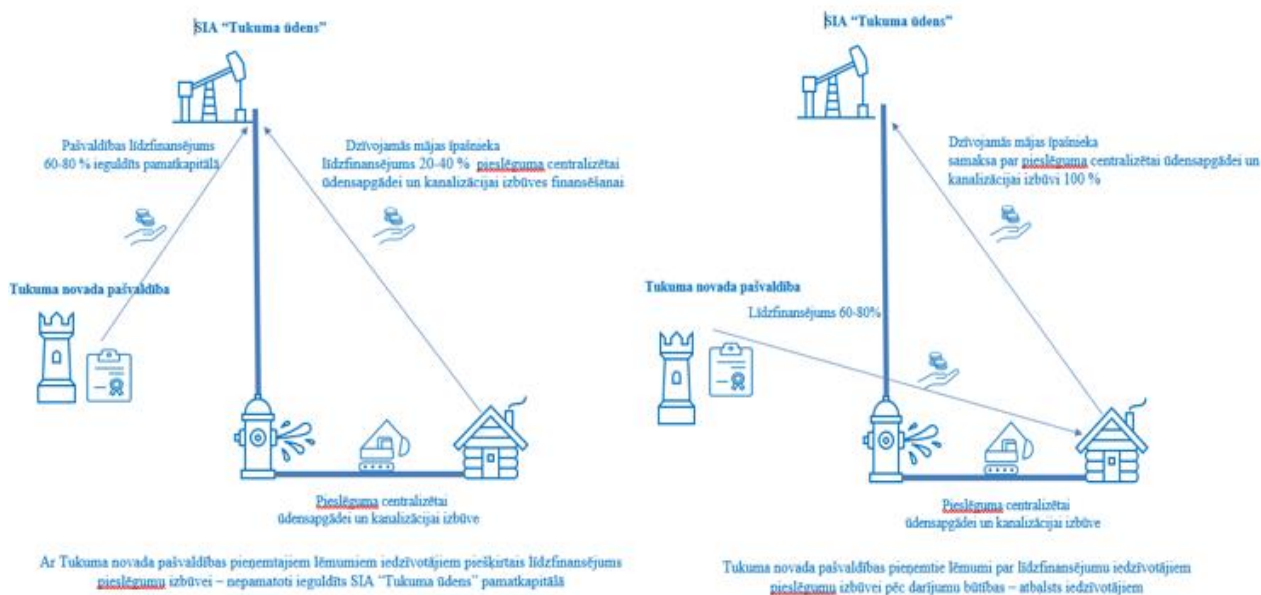 SIA “Tukuma ūdens”
Pašvaldības līdzfinansējums
60-80 % ieguldīts pamatkapitālā
Dzīvojamās mājas īpašnieka
līdzfinansējums 20-40 % pieslēguma centralizētai
ūdensapgādei un kanalizācijai izbūves finansēšanai
Tukuma novada pašvaldība
Pieslēguma centralizētai
ūdensapgādei un kanalizācijai izbūve
Ar Tukuma novada pašvaldības pieņemtajiem lēmumiem iedzīvotājiem piešķirtais līdzfinansējums
pieslēgumu izbūvei – nepamatoti ieguldīts SIA “Tukuma ūdens” pamatkapitālā
SIA “Tukuma ūdens”
Dzīvojamās mājas īpašnieka
samaksa par pieslēguma centralizētai ūdensapgādei un
kanalizācijai izbūvi 100 %
Tukuma novada pašvaldība
Līdzfinansējums 60-80%
Pieslēguma centralizētai
ūdensapgādei un kanalizācijai izbūve
Tukuma novada pašvaldības pieņemtie lēmumi par līdzfinansējumu iedzīvotājiem
pieslēgumu izbūvei pēc darījumu būtības – atbalsts iedzīvotājiem